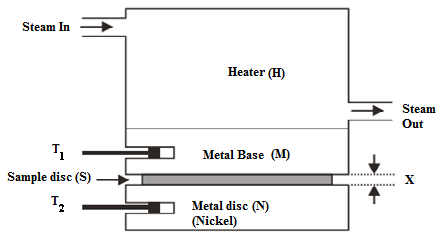 Steam In
Heater (H)
Steam
Out
T1
Metal Base (M)
Sample disc (S)
X
T2
Metal disc (N)
(Nickel)